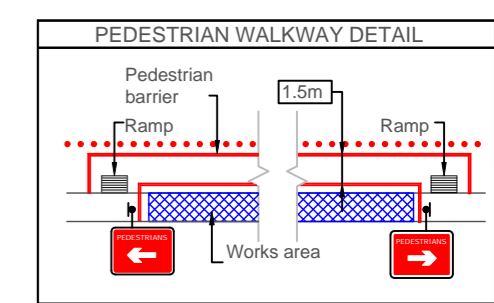 PEDESTRIAN WALKWAY DETAIL
Pedestrian
barrier
1.5m
Ramp
Ramp
PEDESTRIANS
Works area
PEDESTRIANS